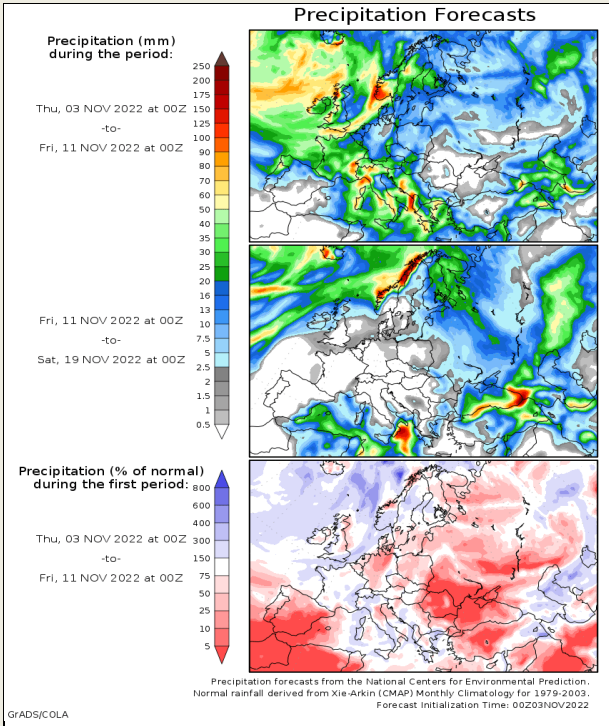 Precipitation Forecasts
Precipitation (mm)
during the period:
Thu, 03 NOV 2022 at 00Z
-to-
Fri, 11 NOV 2022 at 00Z
250
200
175
150
125
100
90
80
70
60
50
40
35
30
25
20
16
13
10
7.5
5
2.5
2
1.5
1
0.5
Fri, 11 NOV 2022 at 00Z
-to-
Sat, 19 NOV 2022 at 00Z
Precipitation (% of normal)
during the first period:
Thu, 03 NOV 2022 at 00Z
-to-
Fri, 11 NOV 2022 at 00Z
800
600
400
300
150
75
50
25
10
5
Precipitation forecasts from the National Centers for Environmental Prediction.
Normal rainfall derived from Xie-Arkin (CMAP) Monthly Climatology for 1979-2003.
Forecast Initialization Time: 00Z03NOV2022
GrADS/COLA